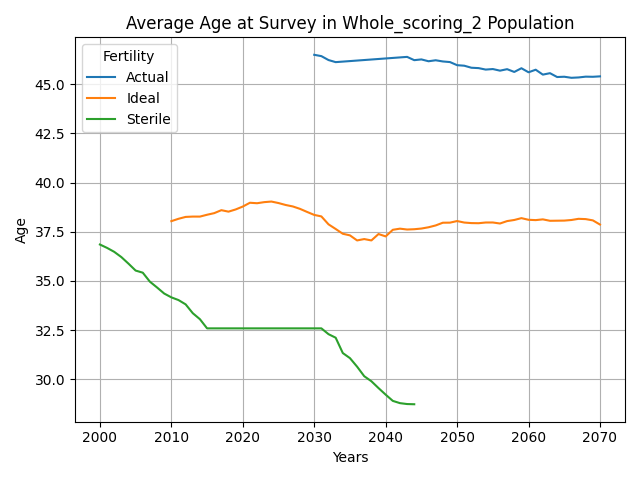 Average Age at Survey in Whole_scoring_2 Population
Fertility
Actual
Ideal
Sterile
Age
45.0
42.5
40.0
37.5
35.0
32.5
30.0
2000 2010 2020 2030 2040 2050 2060 2070
Years